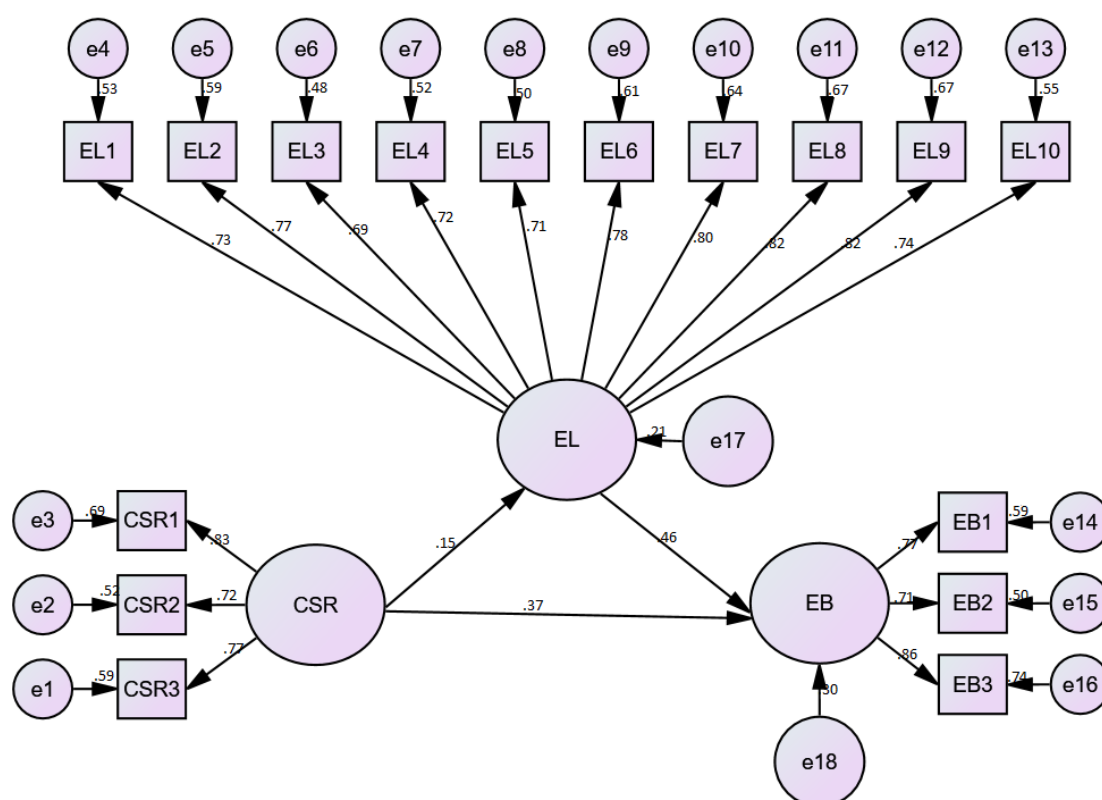 e4 e5 e6 e7 e8 e9 e10 e11 e12 e13
.53 .59 .48 .52 .50 .61 .64 .67 .67 .55
EL1 EL2 EL3 EL4 EL5 EL6 EL7 EL8 EL9 EL10
.73 .77 .69 .72 .71 .78 .80 .82 .82 .74
EL .21 e17
e3 .69 CSR1 .83
.15 .46
EB1 .77 .59 e14
e2 .52 CSR2 .72 CSR
.37
EB .71 EB2 .50 e15
e1 .59 CSR3 .77
.86 EB3 .74 e16
.30
e18